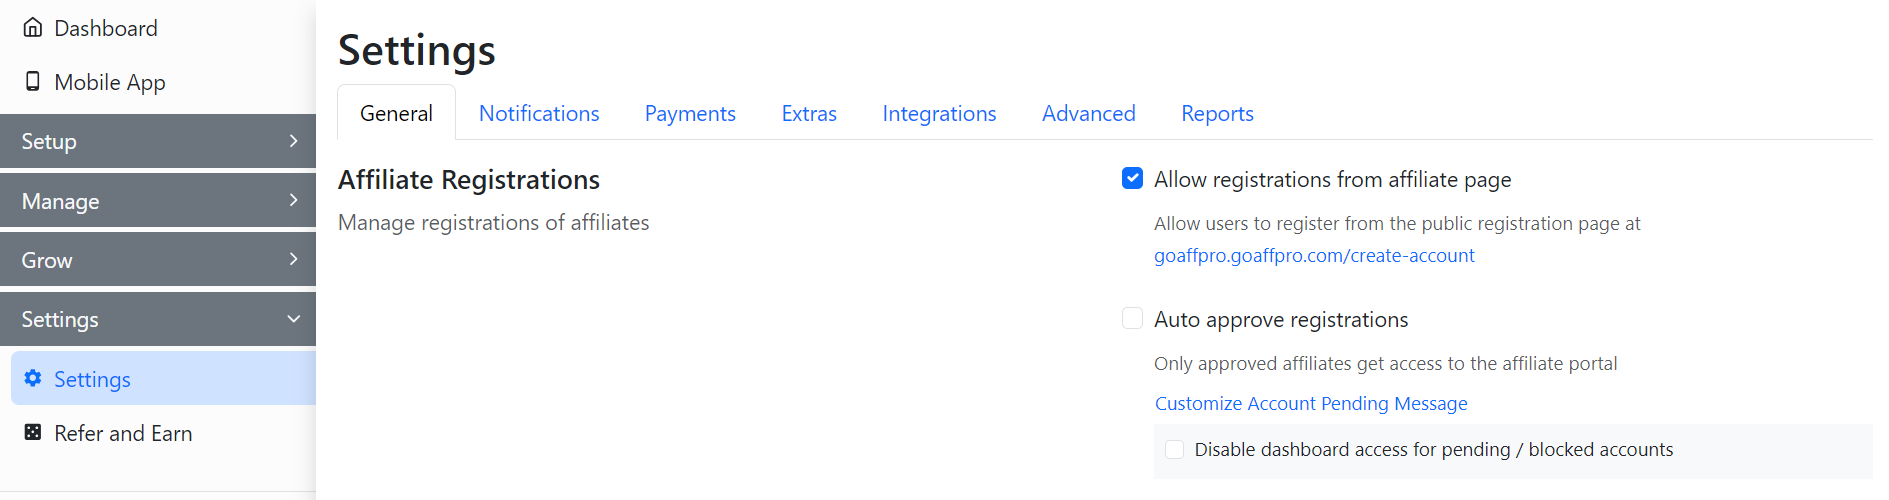 Dashboard
Mobile App
Setup
Manage
Grow
Settings
Settings
Refer and Earn
Settings
General Notifications Payments Extras Integrations Advanced Reports
Affiliate Registrations
Manage registrations of affiliates
Allow registrations from affiliate page
Allow users to register from the public registration page at
goaffpro.goaffpro.com/create-account
Auto approve registrations
Only approved affiliates get access to the affiliate portal
Customize Account Pending Message
Disable dashboard access for pending / blocked accounts